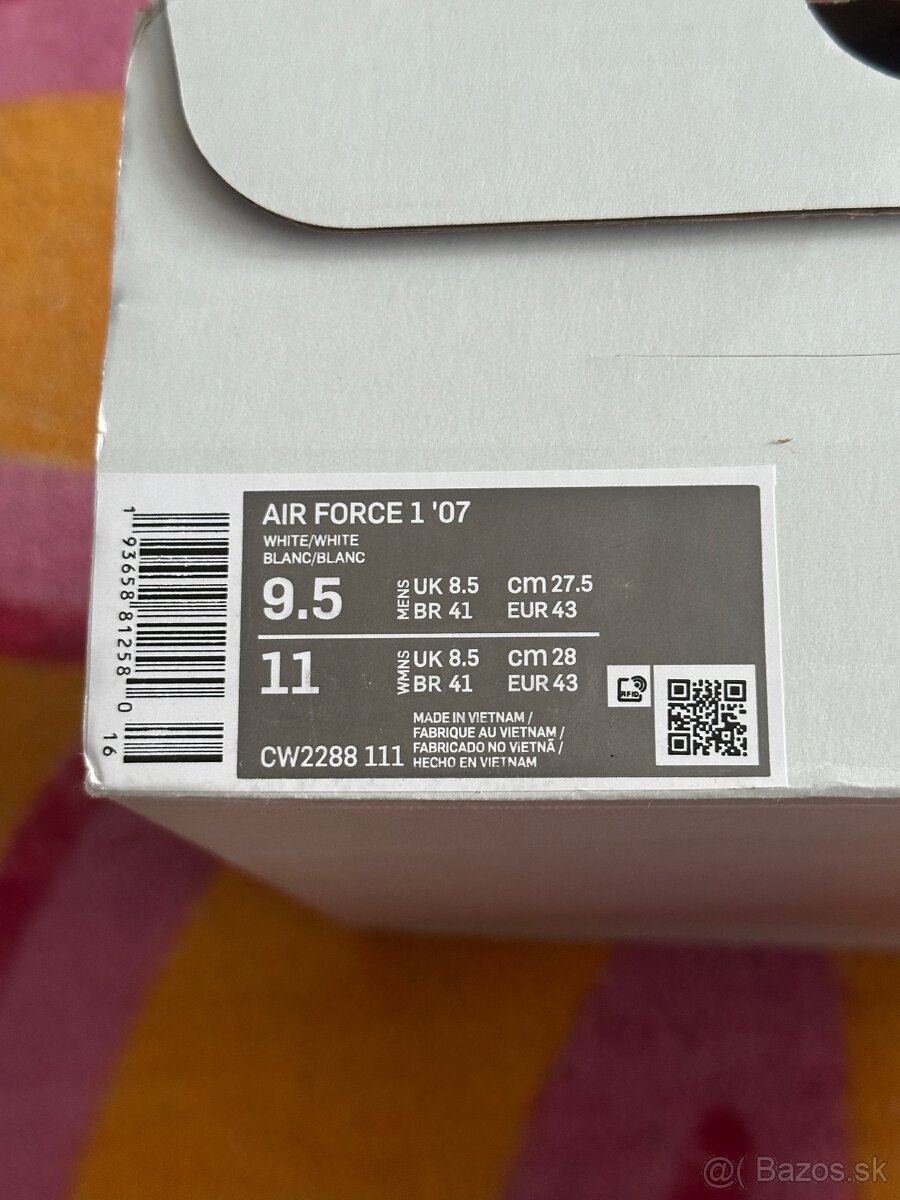 AIR FORCE 1 '07
WHITE/WHITE
BLANC/BLANC
9.5
MENS
UK 8.5 cm 27.5
BR 41 EUR 43
11
WMNS
UK 8.5 cm 28
BR 41 EUR 43
MADE IN VIETNAM /
FABRIQUE AU VIETNAM /
FABRICADO NO VIETNÃ /
HECHO EN VIETNAM
CW2288 111
RFID
1 93658 81258 0
16
@( Bazos.sk